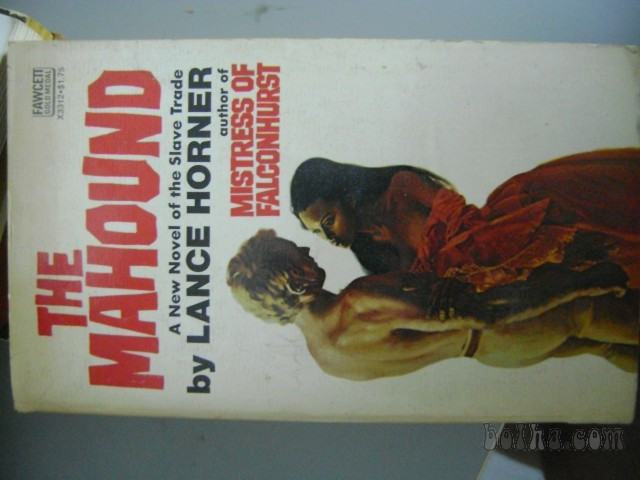 FAWCETT
GOLD MEDAL
X3312•$1.75
THE
MAHOUND
A New Novel of the Slave Trade
by LANCE HORNER
author of
MISTRESS OF
FALCONHURST
bolha.com